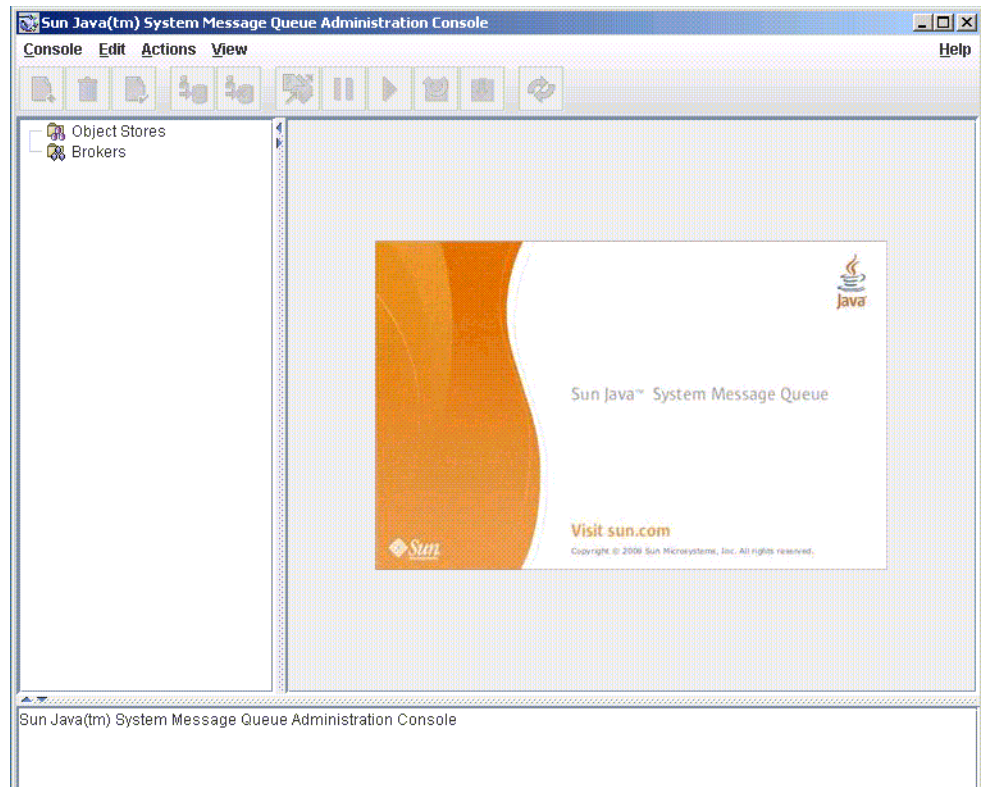 Sun Java(tm) System Message Queue Administration Console
Console Edit Actions View Help
Object Stores
Brokers
Java
Sun Java™ System Message Queue
Visit sun.com
Sun
Copyright © 2008 Sun Microsystems, Inc. All rights reserved.
Sun Java(tm) System Message Queue Administration Console